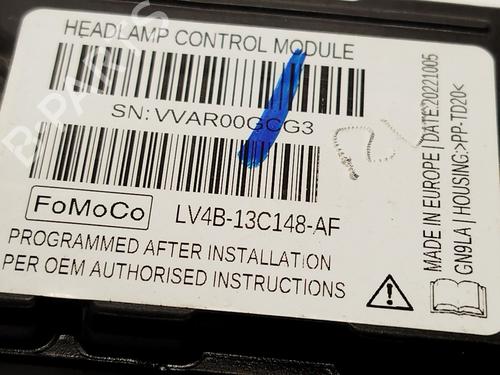 HEADLAMP CONTROL MODULE
SN: VVAR00GCG3
FoMoCo
LV4B-13C148-AF
PROGRAMMED AFTER INSTALLATION
PER OEM AUTHORISED INSTRUCTIONS
MADE IN EUROPE | DATE:20221005
GN9LA | HOUSING:>PP-TD20<
B-PARTS